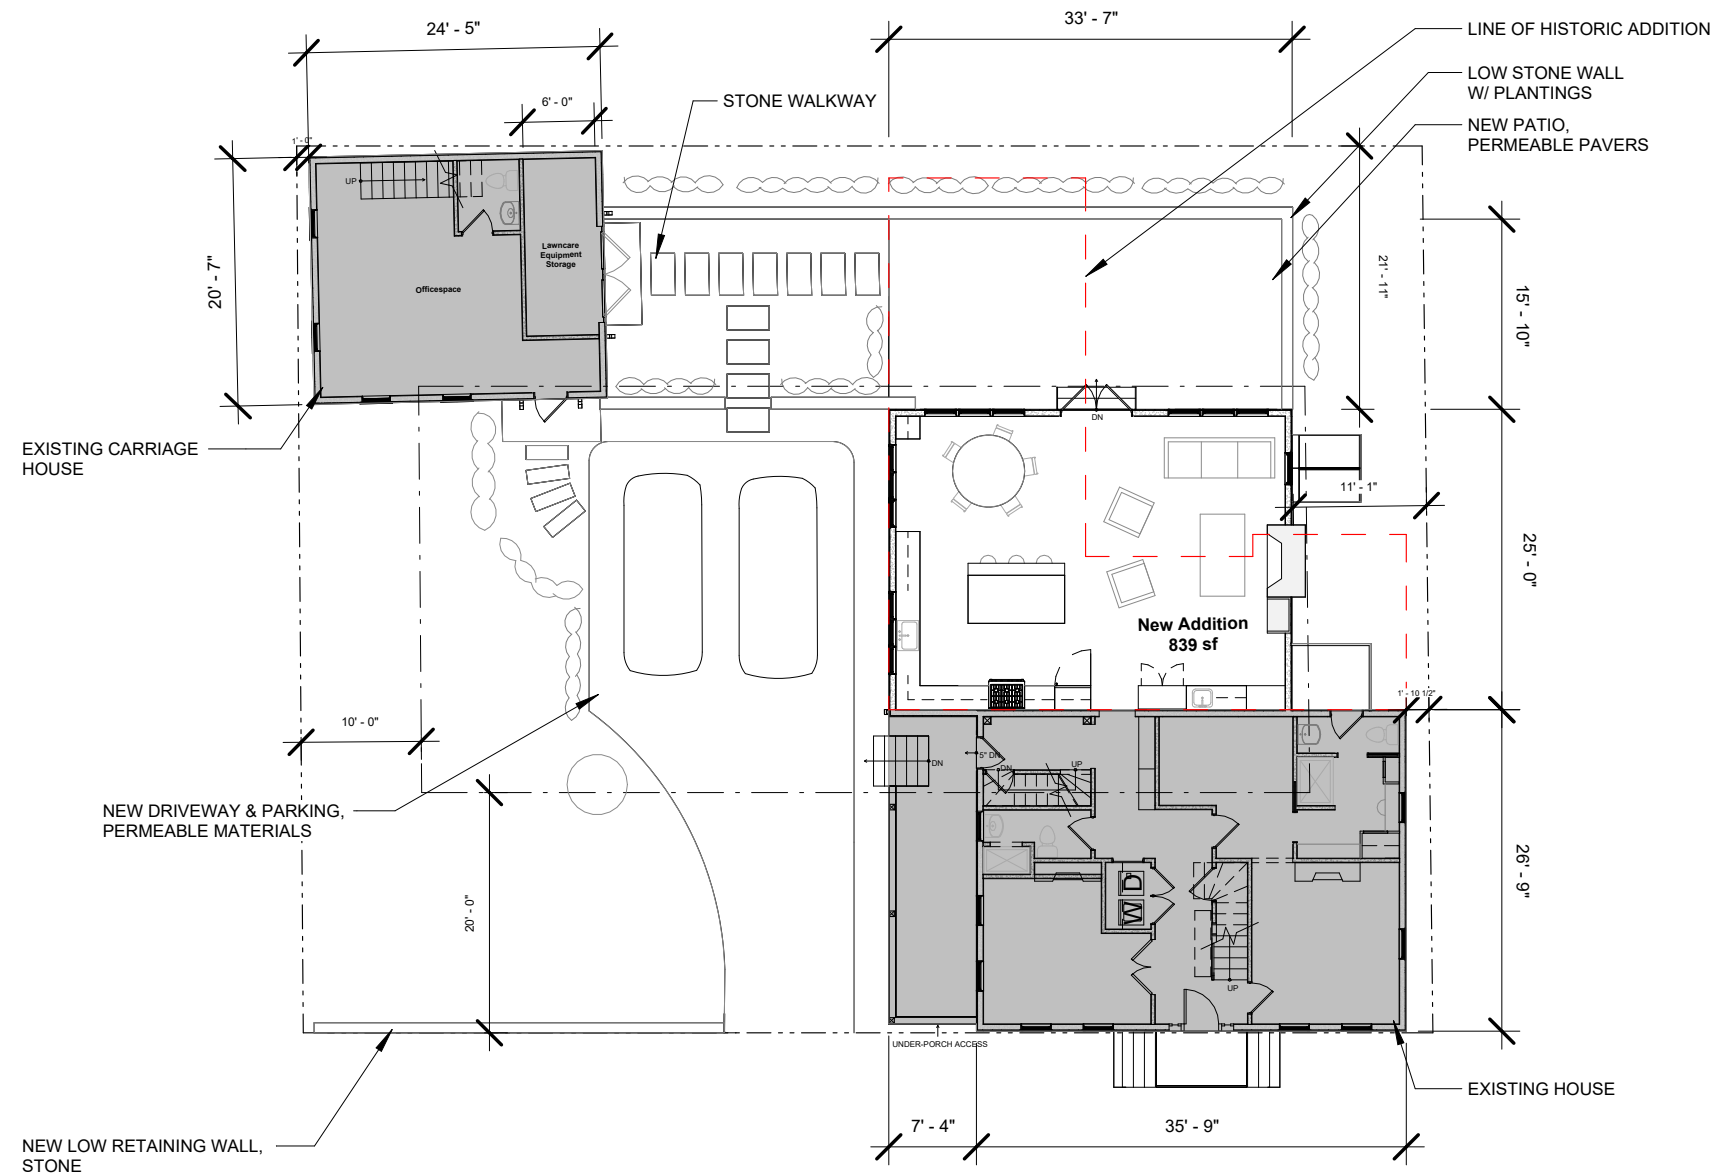 24' - 5"
33' - 7"
LINE OF HISTORIC ADDITION
LOW STONE WALL
W/ PLANTINGS
STONE WALKWAY
6' - 0"
NEW PATIO,
PERMEABLE PAVERS
1' - 0"
UP
Lawncare
Equipment
Storage
Officespace
20' - 7"
21' - 11"
15' - 10"
DN
EXISTING CARRIAGE
HOUSE
11' - 1"
25' - 0"
New Addition
839 sf
1' - 10 1/2"
10' - 0"
5" DN
DN
DN
UP
NEW DRIVEWAY & PARKING,
PERMEABLE MATERIALS
20' - 0"
26' - 9"
D
W
UP
UNDER-PORCH ACCESS
EXISTING HOUSE
7' - 4"
35' - 9"
NEW LOW RETAINING WALL,
STONE